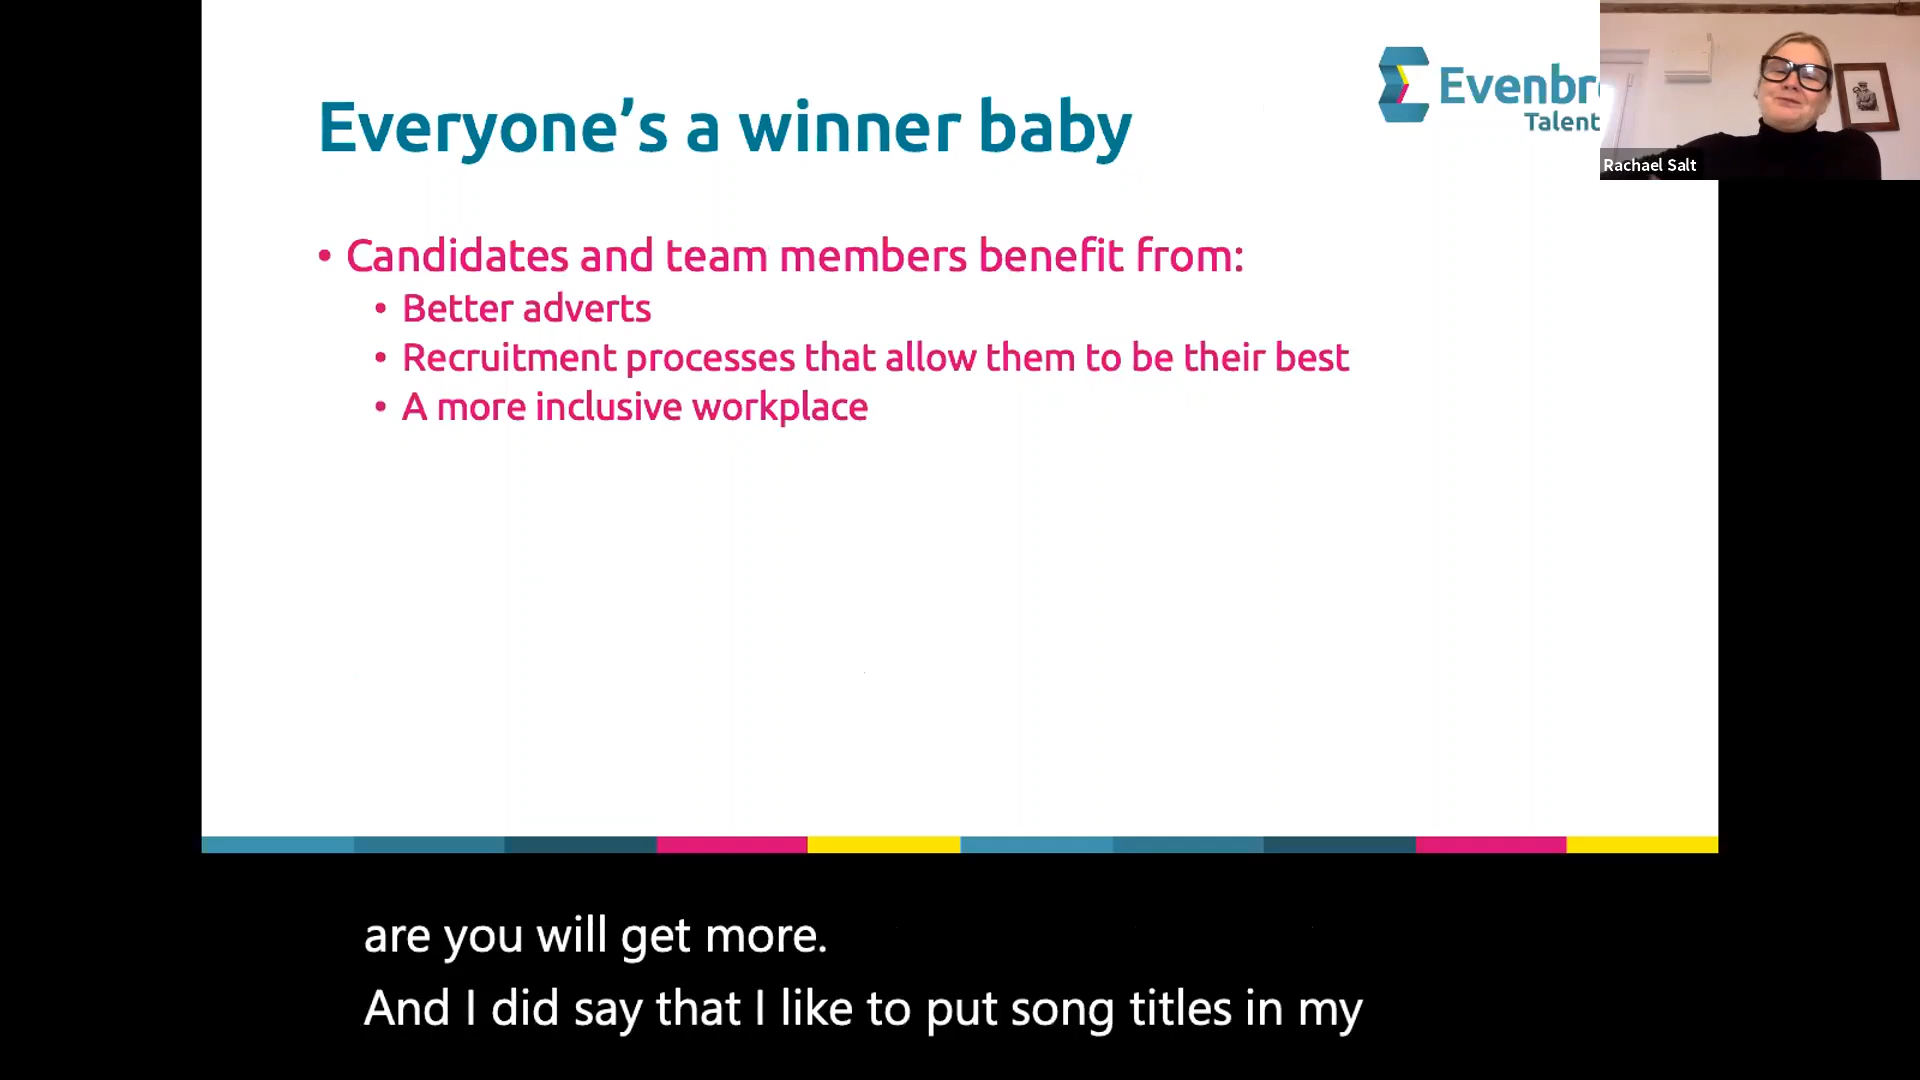 Everyone’s a winner baby
Evenbr
Talent
Rachael Salt
• Candidates and team members benefit from:
• Better adverts
• Recruitment processes that allow them to be their best
• A more inclusive workplace
are you will get more.
And I did say that I like to put song titles in my